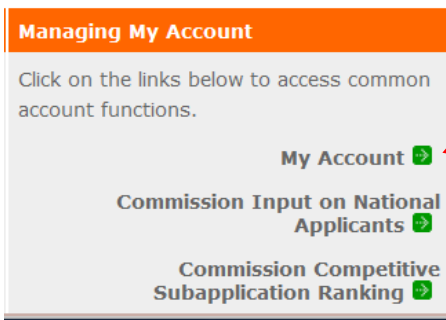 Managing My Account
Click on the links below to access common
account functions.
My Account
Commission Input on National
Applicants
Commission Competitive
Subapplication Ranking